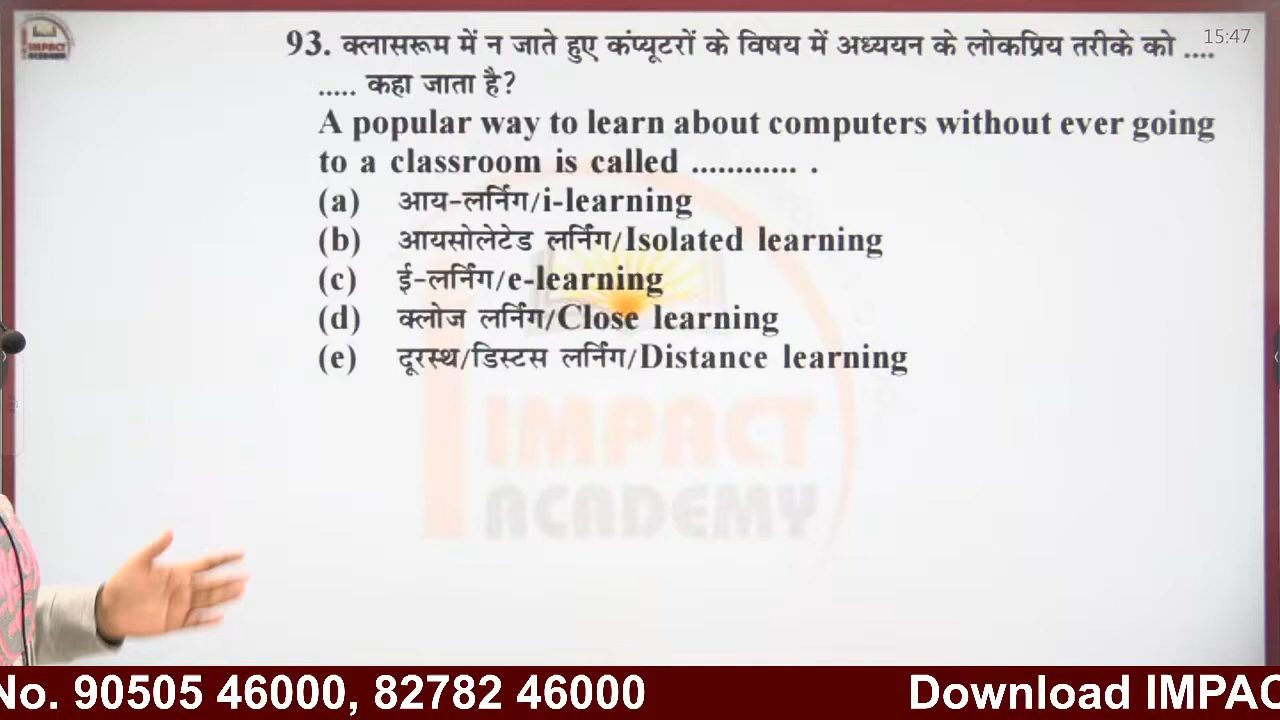 IMPACT
ACADEMY
15:47
93. क्लासरूम में न जाते हुए कंप्यूटरों के विषय में अध्ययन के लोकप्रिय तरीके को ....
..... कहा जाता है?
A popular way to learn about computers without ever going
to a classroom is called ............ .
(a) आय-लर्निंग/i-learning
(b) आयसोलेटेड लर्निंग/Isolated learning
(c) ई-लर्निंग/e-learning
(d) क्लोज लर्निंग/Close learning
(e) दूरस्थ/डिस्टस लर्निंग/Distance learning
IMPACT
ACADEMY
No. 90505 46000, 82782 46000 Download IMPAC